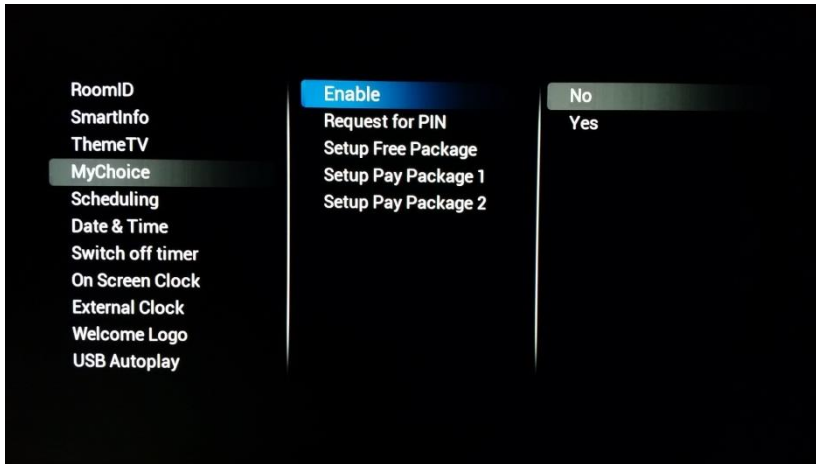 RoomID
SmartInfo
ThemeTV
MyChoice
Scheduling
Date & Time
Switch off timer
On Screen Clock
External Clock
Welcome Logo
USB Autoplay
Enable
Request for PIN
Setup Free Package
Setup Pay Package 1
Setup Pay Package 2
No
Yes